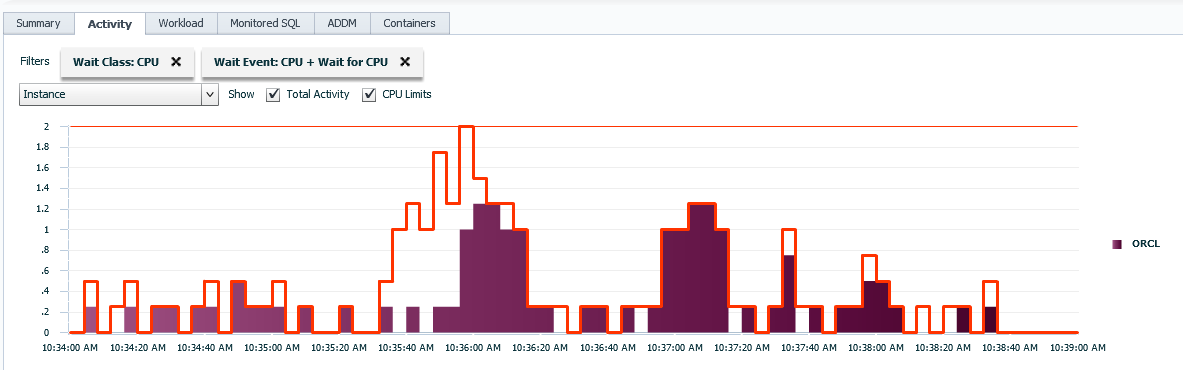 Summary Activity Workload Monitored SQL ADDM Containers
Filters Wait Class: CPU Wait Event: CPU + Wait for CPU
Instance Show Total Activity CPU Limits
2
1.8
1.6
1.4
1.2
1
.8
.6
.4
.2
0
ORCL
10:34:00 AM 10:34:20 AM 10:34:40 AM 10:35:00 AM 10:35:20 AM 10:35:40 AM 10:36:00 AM 10:36:20 AM 10:36:40 AM 10:37:00 AM 10:37:20 AM 10:37:40 AM 10:38:00 AM 10:38:20 AM 10:38:40 AM 10:39:00 AM